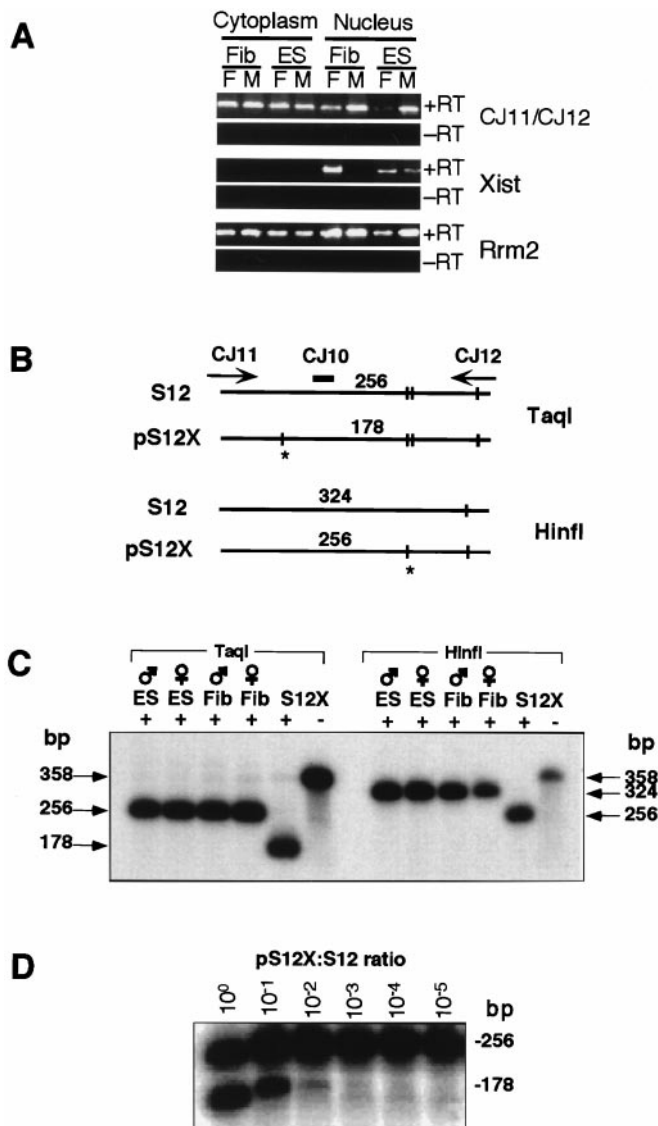 A
Cytoplasm Nucleus
Fib ES Fib ES
F M F M F M F M
+RT
CJ11/CJ12
–RT
+RT
Xist
–RT
+RT
Rrm2
–RT
B
CJ11 CJ10 CJ12
256
S12
TaqI
178
pS12X
*
324
S12
HinfI
256
pS12X
*
C
TaqI HInfI
♂ ♀ ♂ ♀ ♂ ♀ ♂ ♀
ES ES Fib Fib S12X ES ES Fib Fib S12X
+ + + + + - + + + + + -
bp bp
358 358
324
256 256
178
D
pS12X:S12 ratio
10⁰ 10⁻¹ 10⁻² 10⁻³ 10⁻⁴ 10⁻⁵ bp
-256
-178